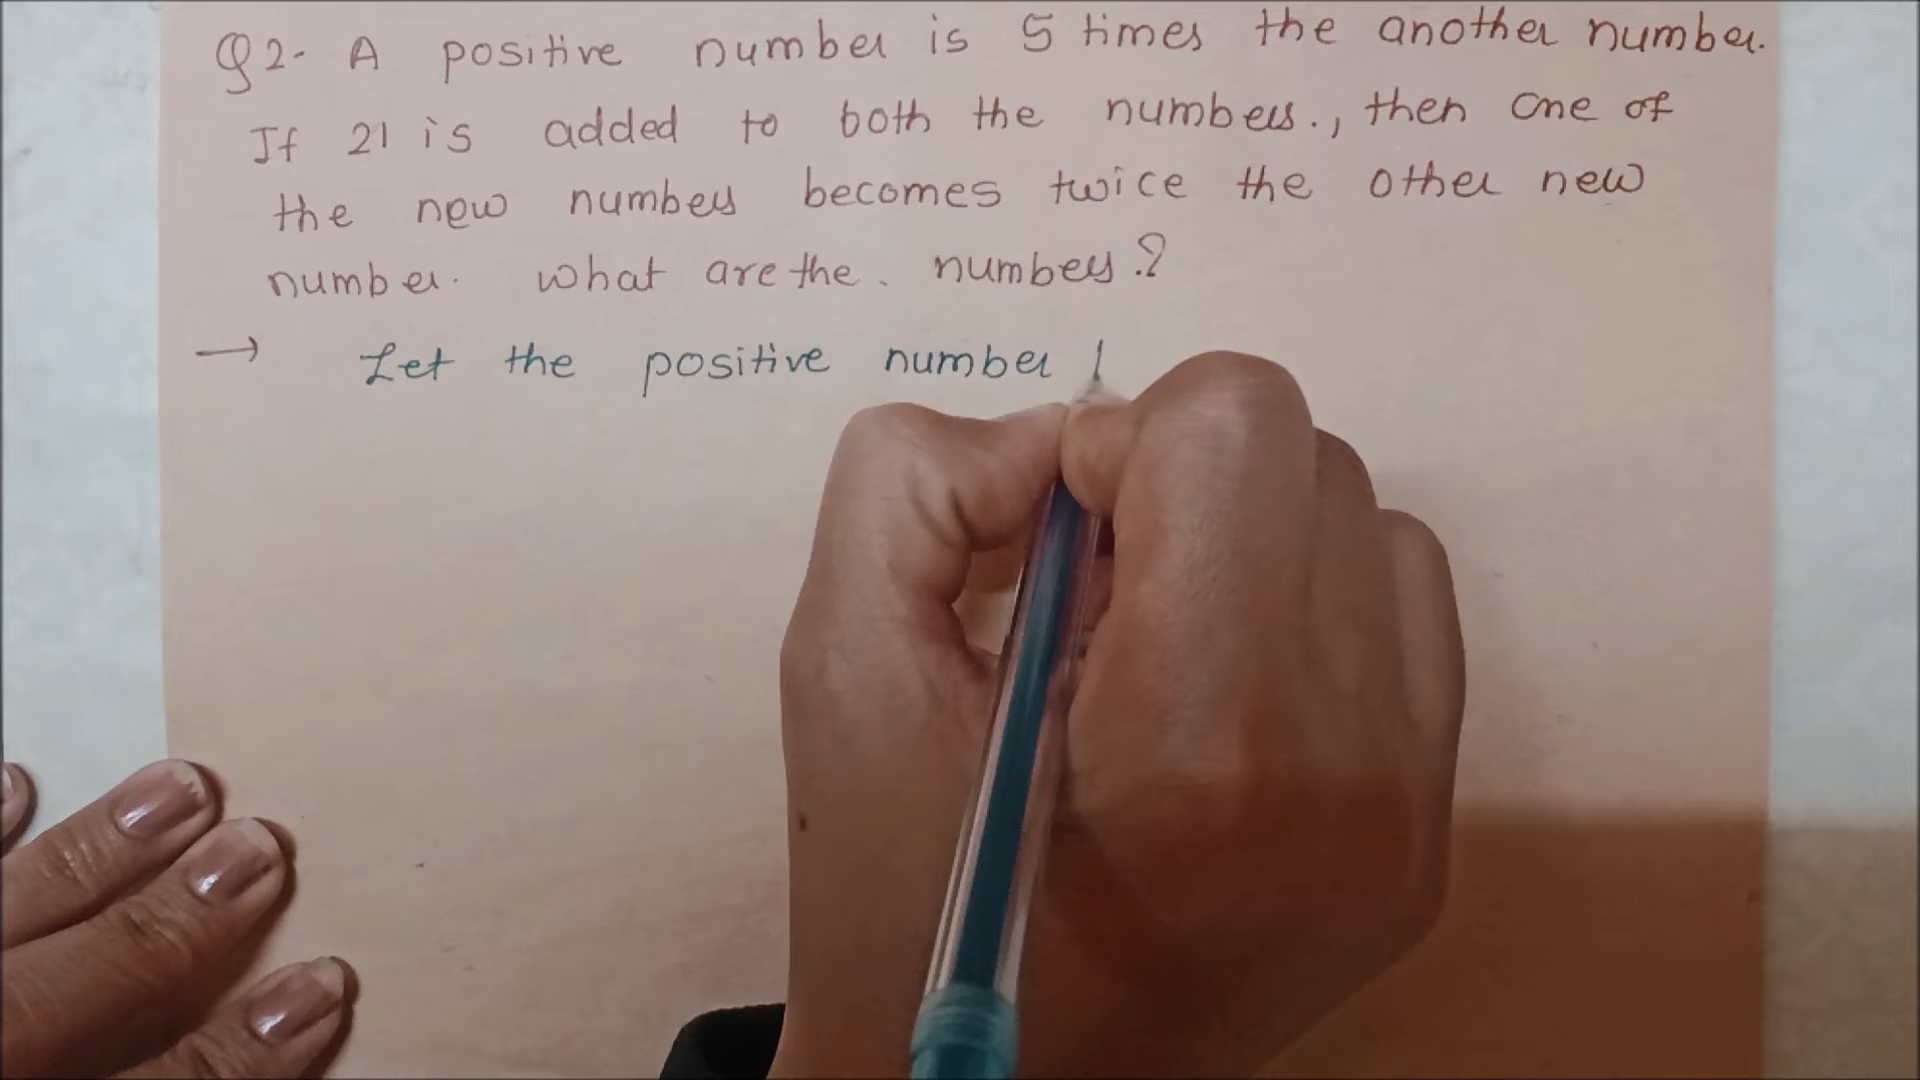 Q2- A positive number is 5 times the another number.
If 21 is added to both the numbers., then one of
the new numbers becomes twice the other new
number. what are the. numbers?
→ Let the positive number